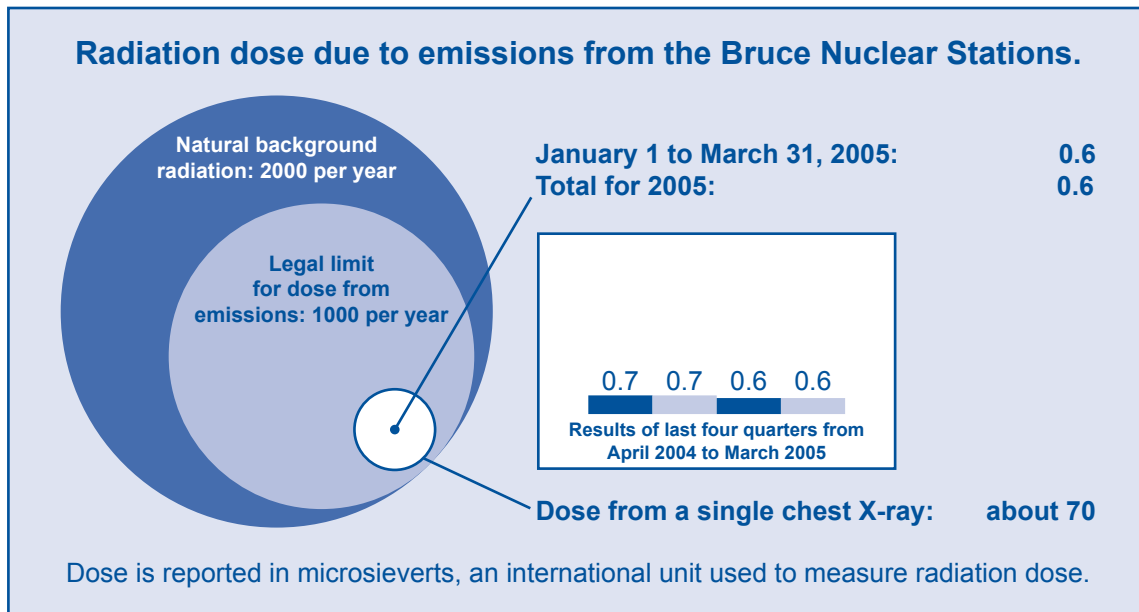 Radiation dose due to emissions from the Bruce Nuclear Stations.
Natural background
radiation: 2000 per year
Legal limit
for dose from
emissions: 1000 per year
January 1 to March 31, 2005: 0.6
Total for 2005: 0.6
0.7 0.7 0.6 0.6
Results of last four quarters from
April 2004 to March 2005
Dose from a single chest X-ray: about 70
Dose is reported in microsieverts, an international unit used to measure radiation dose.